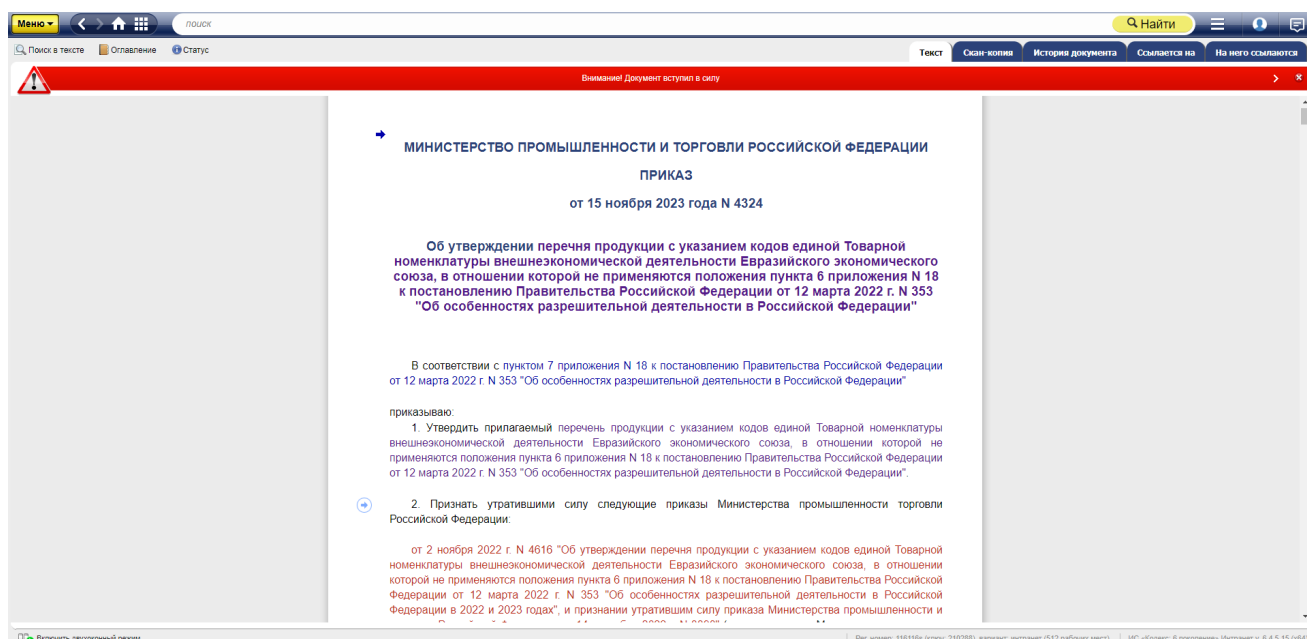 Меню
поиск
Найти
Поиск в тексте Оглавление Статус
Текст Скан-копия История документа Ссылается на На него ссылаются
Внимание! Документ вступил в силу
МИНИСТЕРСТВО ПРОМЫШЛЕННОСТИ И ТОРГОВЛИ РОССИЙСКОЙ ФЕДЕРАЦИИ
ПРИКАЗ
от 15 ноября 2023 года N 4324
Об утверждении перечня продукции с указанием кодов единой Товарной
номенклатуры внешнеэкономической деятельности Евразийского экономического
союза, в отношении которой не применяются положения пункта 6 приложения N 18
к постановлению Правительства Российской Федерации от 12 марта 2022 г. N 353
"Об особенностях разрешительной деятельности в Российской Федерации"
В соответствии с пунктом 7 приложения N 18 к постановлению Правительства Российской Федерации
от 12 марта 2022 г. N 353 "Об особенностях разрешительной деятельности в Российской Федерации"
приказываю:
1. Утвердить прилагаемый перечень продукции с указанием кодов единой Товарной номенклатуры
внешнеэкономической деятельности Евразийского экономического союза, в отношении которой не
применяются положения пункта 6 приложения N 18 к постановлению Правительства Российской Федерации
от 12 марта 2022 г. N 353 "Об особенностях разрешительной деятельности в Российской Федерации".
2. Признать утратившими силу следующие приказы Министерства промышленности торговли
Российской Федерации:
от 2 ноября 2022 г. N 4616 "Об утверждении перечня продукции с указанием кодов единой Товарной
номенклатуры внешнеэкономической деятельности Евразийского экономического союза, в отношении
которой не применяются положения пункта 6 приложения N 18 к постановлению Правительства Российской
Федерации от 12 марта 2022 г. N 353 "Об особенностях разрешительной деятельности в Российской
Федерации в 2022 и 2023 годах", и признании утратившим силу приказа Министерства промышленности и
Включить двухоконный режим